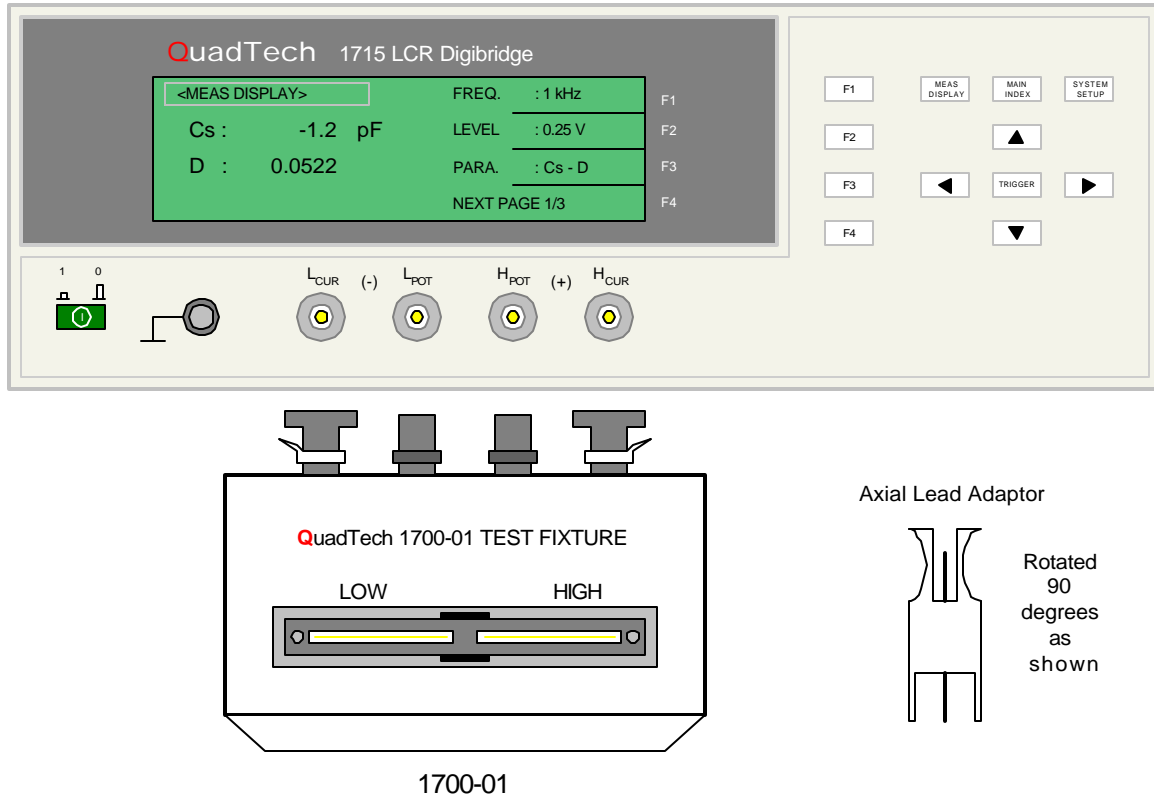 QuadTech 1715 LCR Digibridge
<MEAS DISPLAY>
Cs : -1.2 pF
D : 0.0522
FREQ. : 1 kHz
LEVEL : 0.25 V
PARA. : Cs - D
NEXT PAGE 1/3
F1
F2
F3
F4
F1
F2
F3
F4
MEAS DISPLAY
MAIN INDEX
SYSTEM SETUP
TRIGGER
1 0
I
LCUR (-) LPOT HPOT (+) HCUR
QuadTech 1700-01 TEST FIXTURE
LOW HIGH
1700-01
Axial Lead Adaptor
Rotated
90
degrees
as
shown